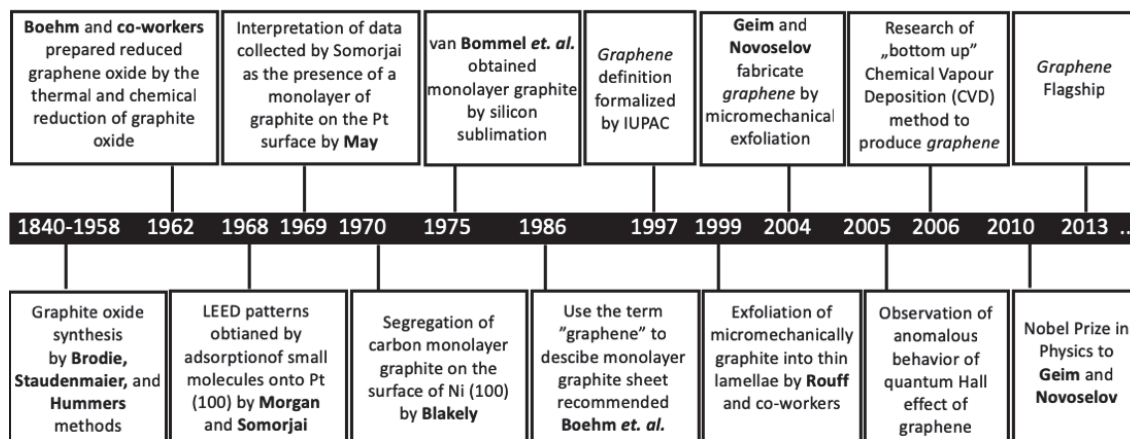 Boehm and co-workers
prepared reduced
graphene oxide by the
thermal and chemical
reduction of graphite
oxide
Interpretation of data
collected by Somorjai
as the presence of a
monolayer of
graphite on the Pt
surface by May
van Bommel et. al.
obtained
monolayer graphite
by silicon
sublimation
Graphene
definition
formalized
by IUPAC
Geim and
Novoselov
fabricate
graphene by
micromechanical
exfoliation
Research of
„bottom up”
Chemical Vapour
Deposition (CVD)
method to
produce graphene
Graphene
Flagship
1840-1958 1962 1968 1969 1970 1975 1986 1997 1999 2004 2005 2006 2010 2013 ..
Graphite oxide
synthesis
by Brodie,
Staudenmaier, and
Hummers
methods
LEED patterns
obtianed by
adsorptionof small
molecules onto Pt
(100) by Morgan
and Somorjai
Segregation of
carbon monolayer
graphite on the
surface of Ni (100)
by Blakely
Use the term
”graphene” to
descibe monolayer
graphite sheet
recommended
Boehm et. al.
Exfoliation of
micromechanically
graphite into thin
lamellae by Rouff
and co-workers
Observation of
anomalous
behavior of
quantum Hall
effect of
graphene
Nobel Prize in
Physics to
Geim and
Novoselov